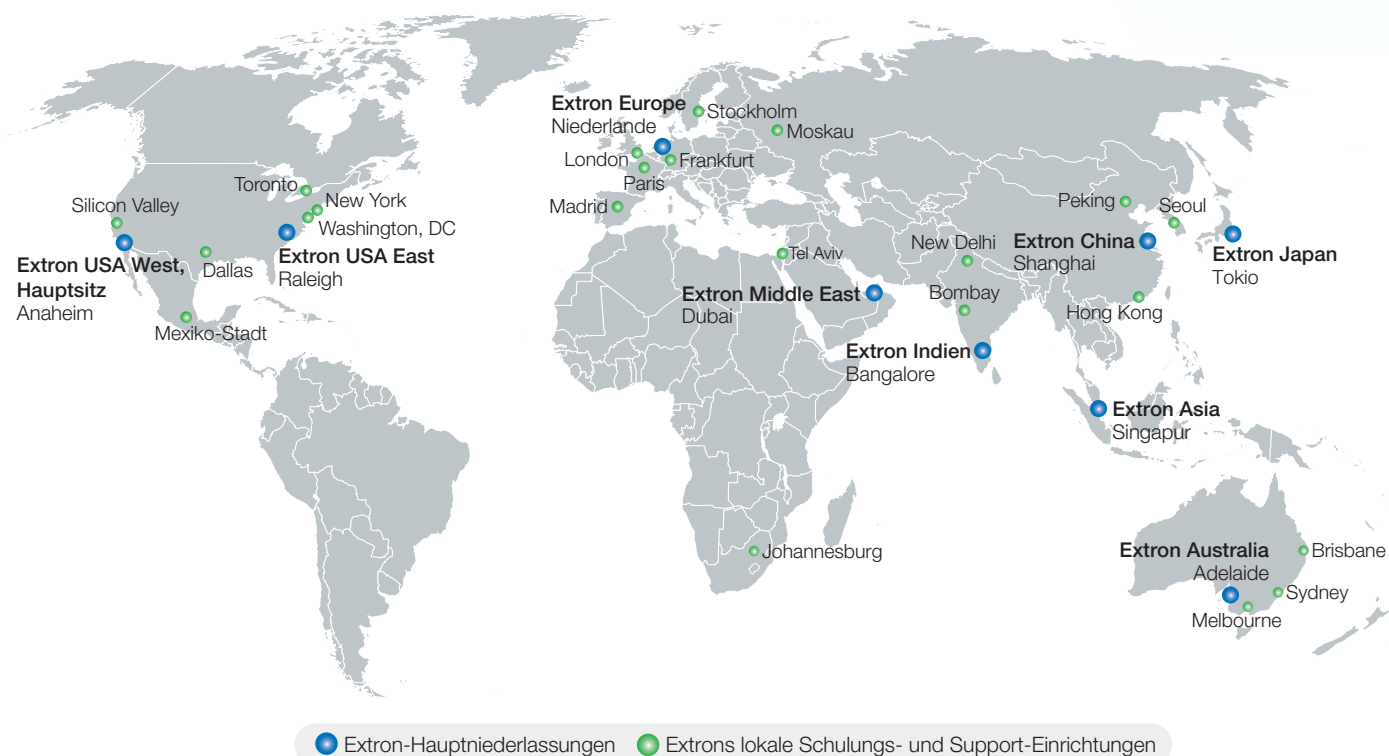 Extron Europe
Niederlande
Stockholm
Moskau
London
Frankfurt
Paris
Madrid
Toronto
New York
Washington, DC
Silicon Valley
Extron USA West,
Hauptsitz
Anaheim
Dallas
Extron USA East
Raleigh
Mexiko-Stadt
Tel Aviv
Extron Middle East
Dubai
New Delhi
Bombay
Extron Indien
Bangalore
Peking
Seoul
Extron China
Shanghai
Extron Japan
Tokio
Hong Kong
Extron Asia
Singapur
Johannesburg
Extron Australia
Adelaide
Brisbane
Sydney
Melbourne
Extron-Hauptniederlassungen
Extrons lokale Schulungs- und Support-Einrichtungen